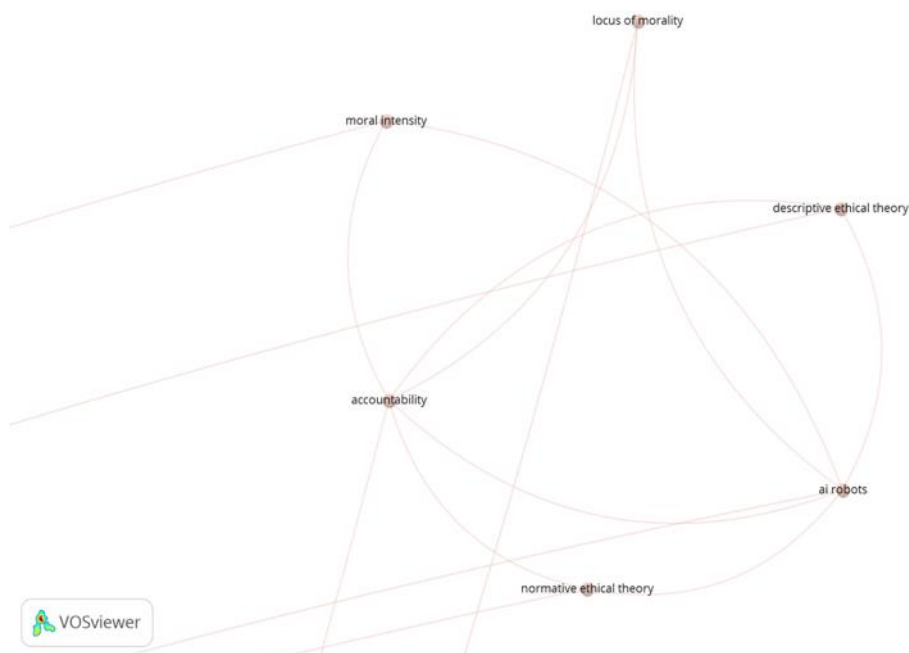 locus of morality
moral intensity
descriptive ethical theory
accountability
ai robots
normative ethical theory
VOSviewer